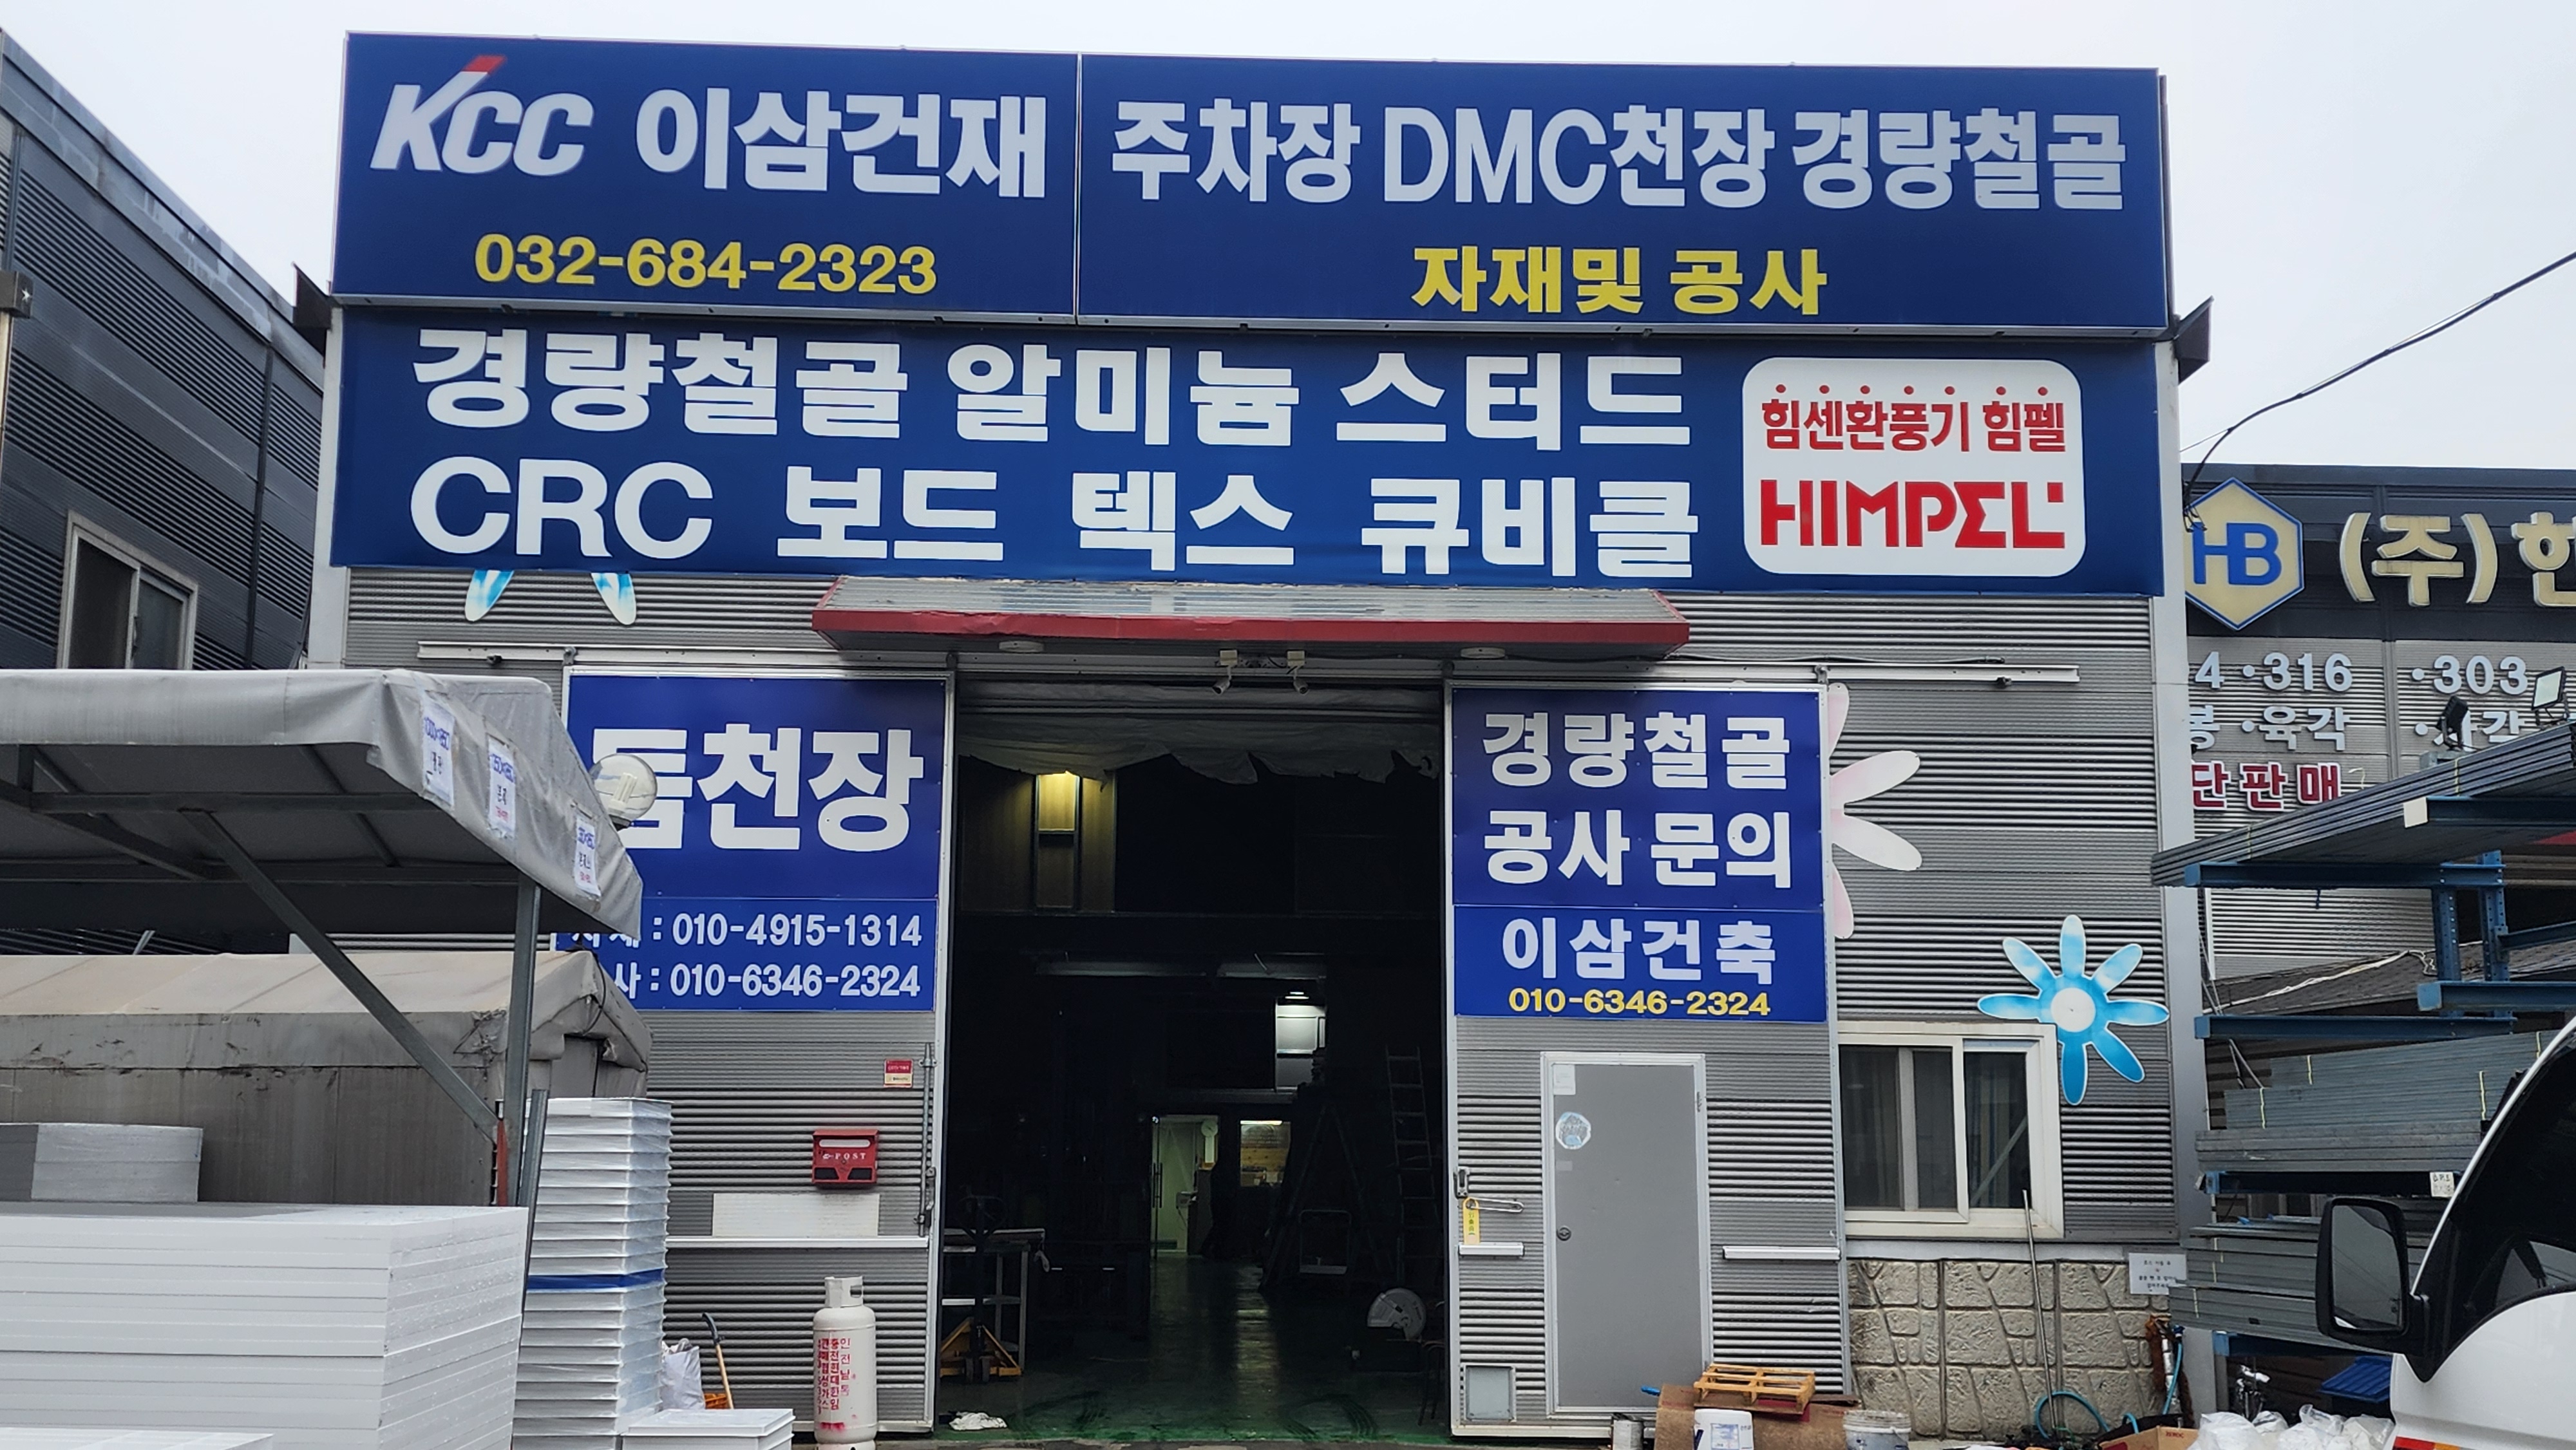 KCC 이삼건재
032-684-2323
주차장 DMC천장 경량철골
자재및 공사
경량철골 알미늄 스터드
CRC 보드 텍스 큐비클
힘센환풍기 힘펠
HIMPEL
HB (주)한
4 ·316 ·303
봉 ·육각
단판매
돔천장
: 010-4915-1314
사 : 010-6346-2324
경량철골
공사 문의
이삼건축
010-6346-2324
POST